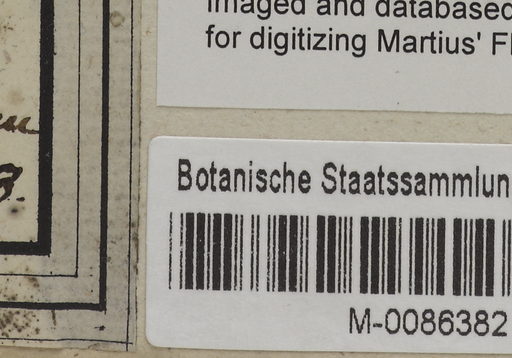 Imaged and databased
for digitizing Martius' Fl
Botanische Staatssammlun
M-0086382